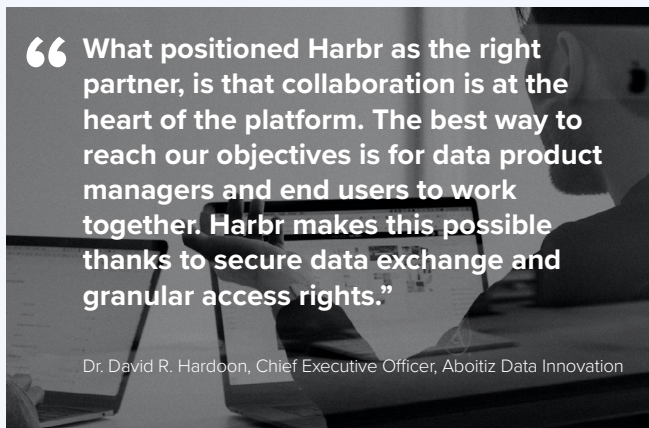 “What positioned Harbr as the right
partner, is that collaboration is at the
heart of the platform. The best way to
reach our objectives is for data product
managers and end users to work
together. Harbr makes this possible
thanks to secure data exchange and
granular access rights.”
Dr. David R. Hardoon, Chief Executive Officer, Aboitiz Data Innovation